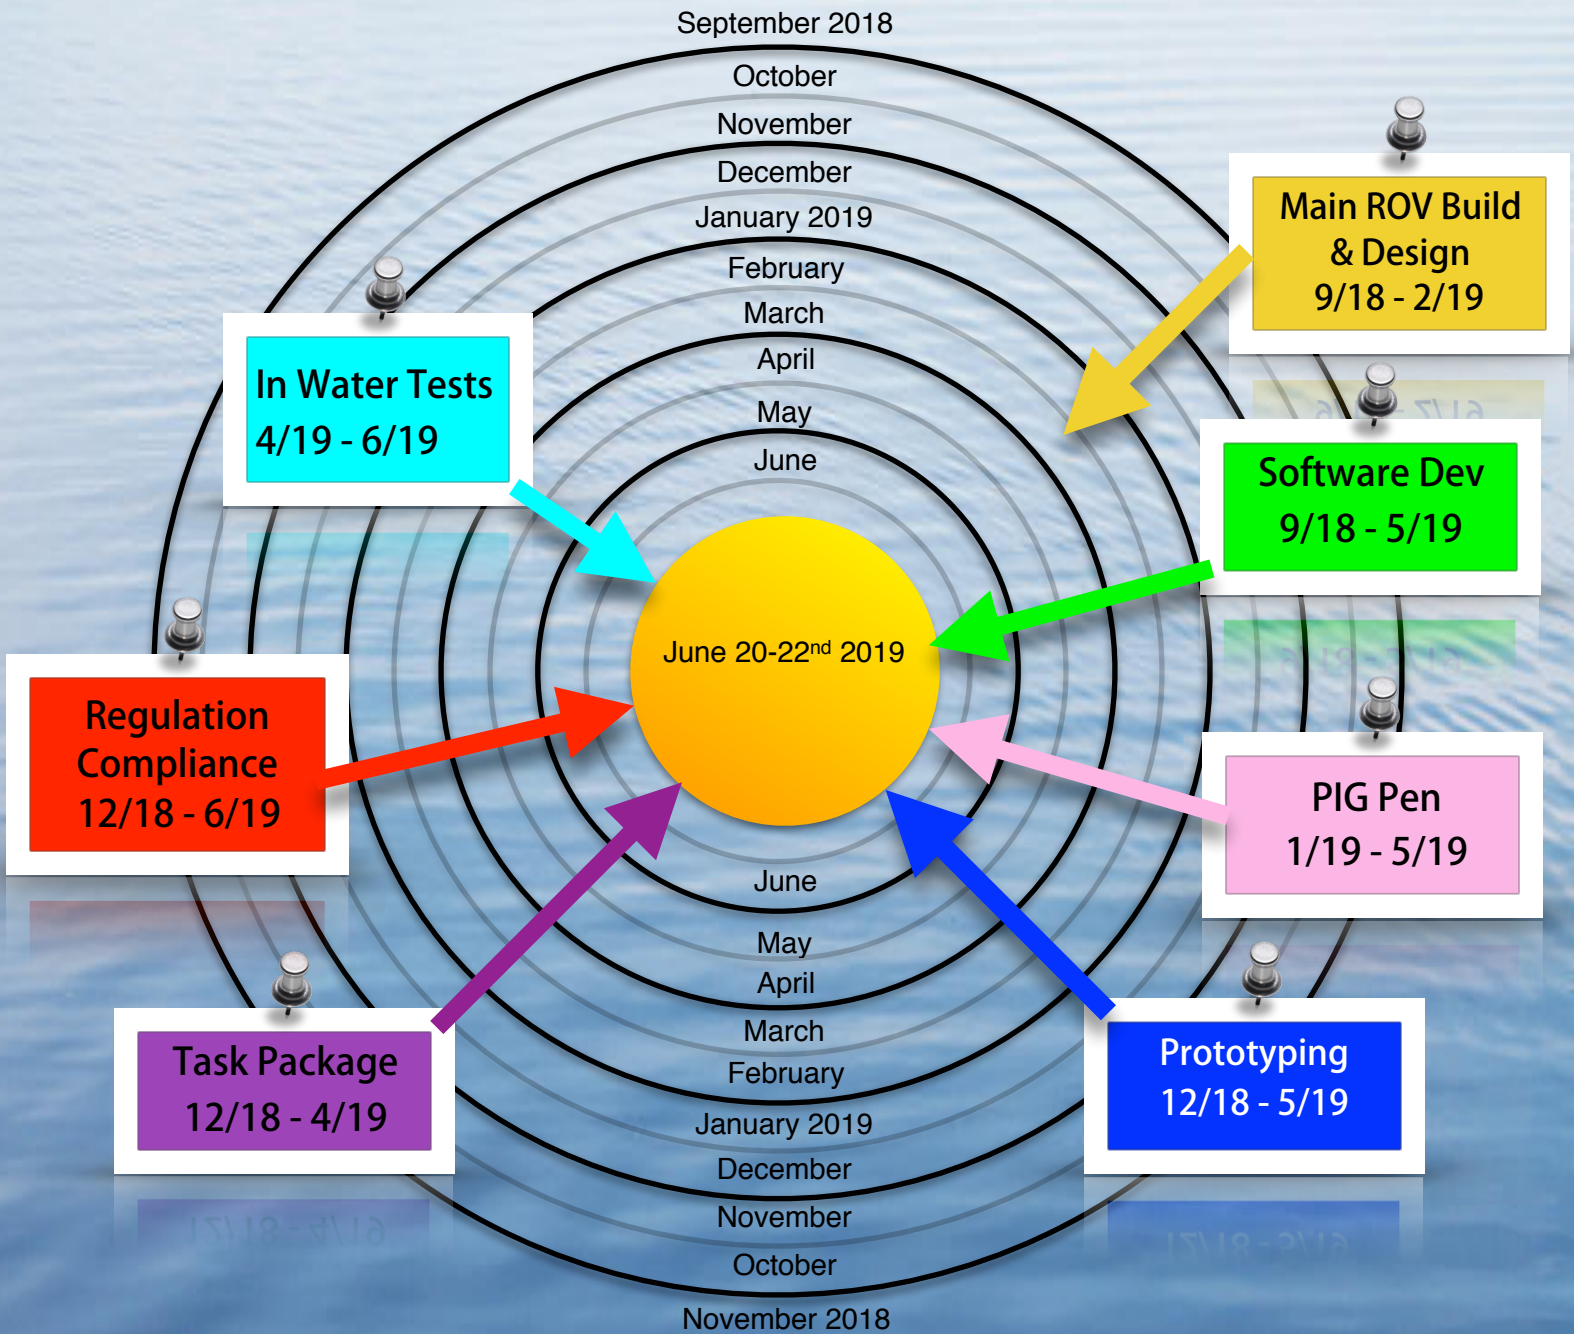 September 2018
October
November
December
January 2019
February
March
April
May
June
Main ROV Build
& Design
9/18 - 2/19
In Water Tests
4/19 - 6/19
Software Dev
9/18 - 5/19
June 20-22nd 2019
Regulation
Compliance
12/18 - 6/19
PIG Pen
1/19 - 5/19
Task Package
12/18 - 4/19
Prototyping
12/18 - 5/19
June
May
April
March
February
January 2019
December
November
October
November 2018